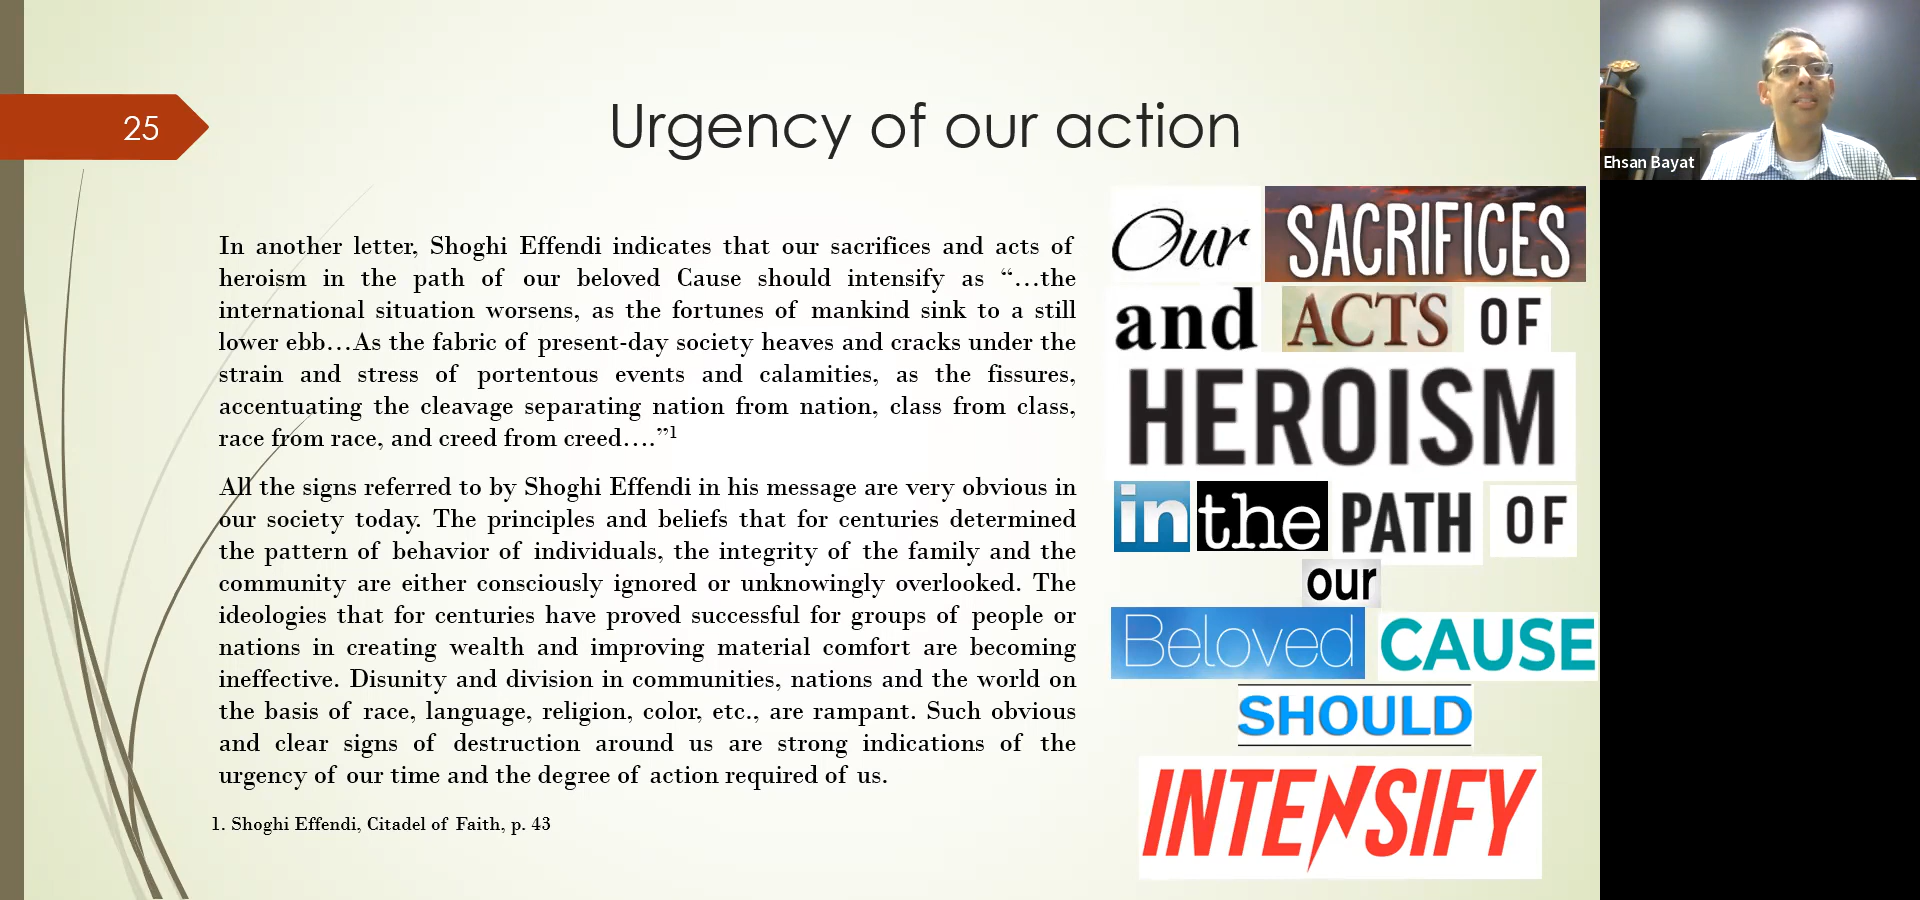 25
Urgency of our action
In another letter, Shoghi Effendi indicates that our sacrifices and acts of
heroism in the path of our beloved Cause should intensify as “…the
international situation worsens, as the fortunes of mankind sink to a still
lower ebb…As the fabric of present-day society heaves and cracks under the
strain and stress of portentous events and calamities, as the fissures,
accentuating the cleavage separating nation from nation, class from class,
race from race, and creed from creed….”1
All the signs referred to by Shoghi Effendi in his message are very obvious in
our society today. The principles and beliefs that for centuries determined
the pattern of behavior of individuals, the integrity of the family and the
community are either consciously ignored or unknowingly overlooked. The
ideologies that for centuries have proved successful for groups of people or
nations in creating wealth and improving material comfort are becoming
ineffective. Disunity and division in communities, nations and the world on
the basis of race, language, religion, color, etc., are rampant. Such obvious
and clear signs of destruction around us are strong indications of the
urgency of our time and the degree of action required of us.
1. Shoghi Effendi, Citadel of Faith, p. 43
Our SACRIFICES
and ACTS OF
HEROISM
in the PATH OF
our
Beloved CAUSE
SHOULD
INTENSIFY
Ehsan Bayat